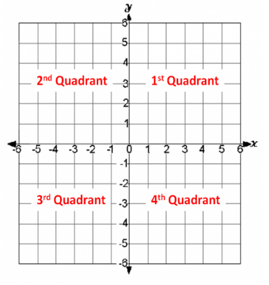 y
6
5
4
2nd Quadrant 3 1st Quadrant
2
1
-6 -5 -4 -3 -2 -1 0 1 2 3 4 5 6 x
-1
-2
3rd Quadrant -3 4th Quadrant
-4
-5
-6